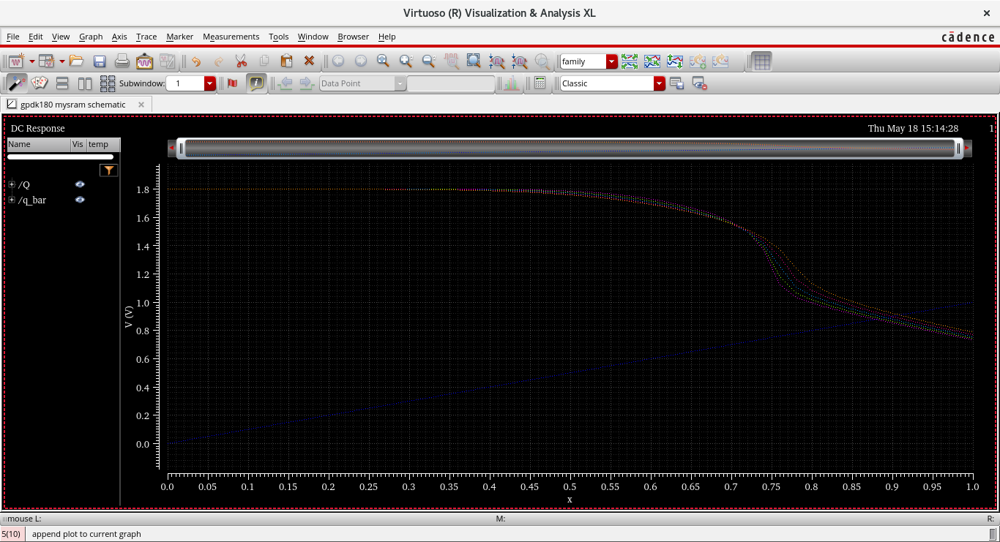 Virtuoso (R) Visualization & Analysis XL
File Edit View Graph Axis Trace Marker Measurements Tools Window Browser Help
cādence
family
Subwindow: 1
Data Point
Classic
gpdk180 mysram schematic
DC Response
Thu May 18 15:14:28 1
Name Vis temp
/Q
/q_bar
V (V)
1.8
1.6
1.4
1.2
1.0
0.8
0.6
0.4
0.2
0.0
0.0 0.05 0.1 0.15 0.2 0.25 0.3 0.35 0.4 0.45 0.5 0.55 0.6 0.65 0.7 0.75 0.8 0.85 0.9 0.95 1.0
x
mouse L: M: R:
5(10) append plot to current graph